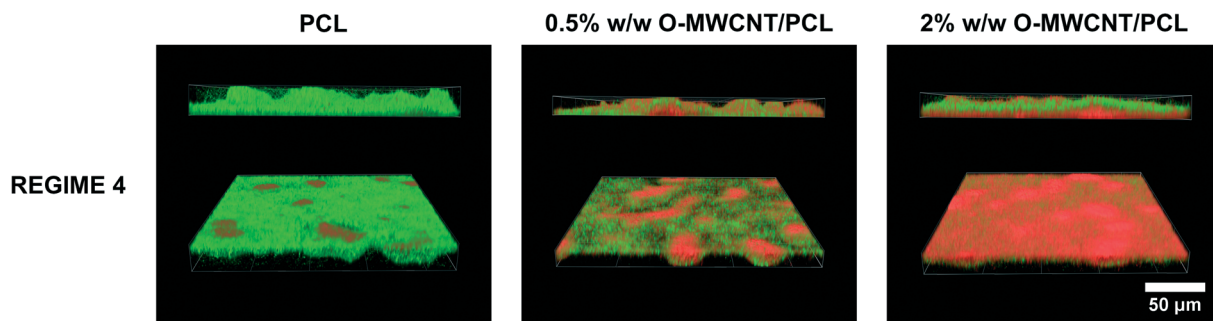 PCL
0.5% w/w O-MWCNT/PCL
2% w/w O-MWCNT/PCL
REGIME 4
50 µm